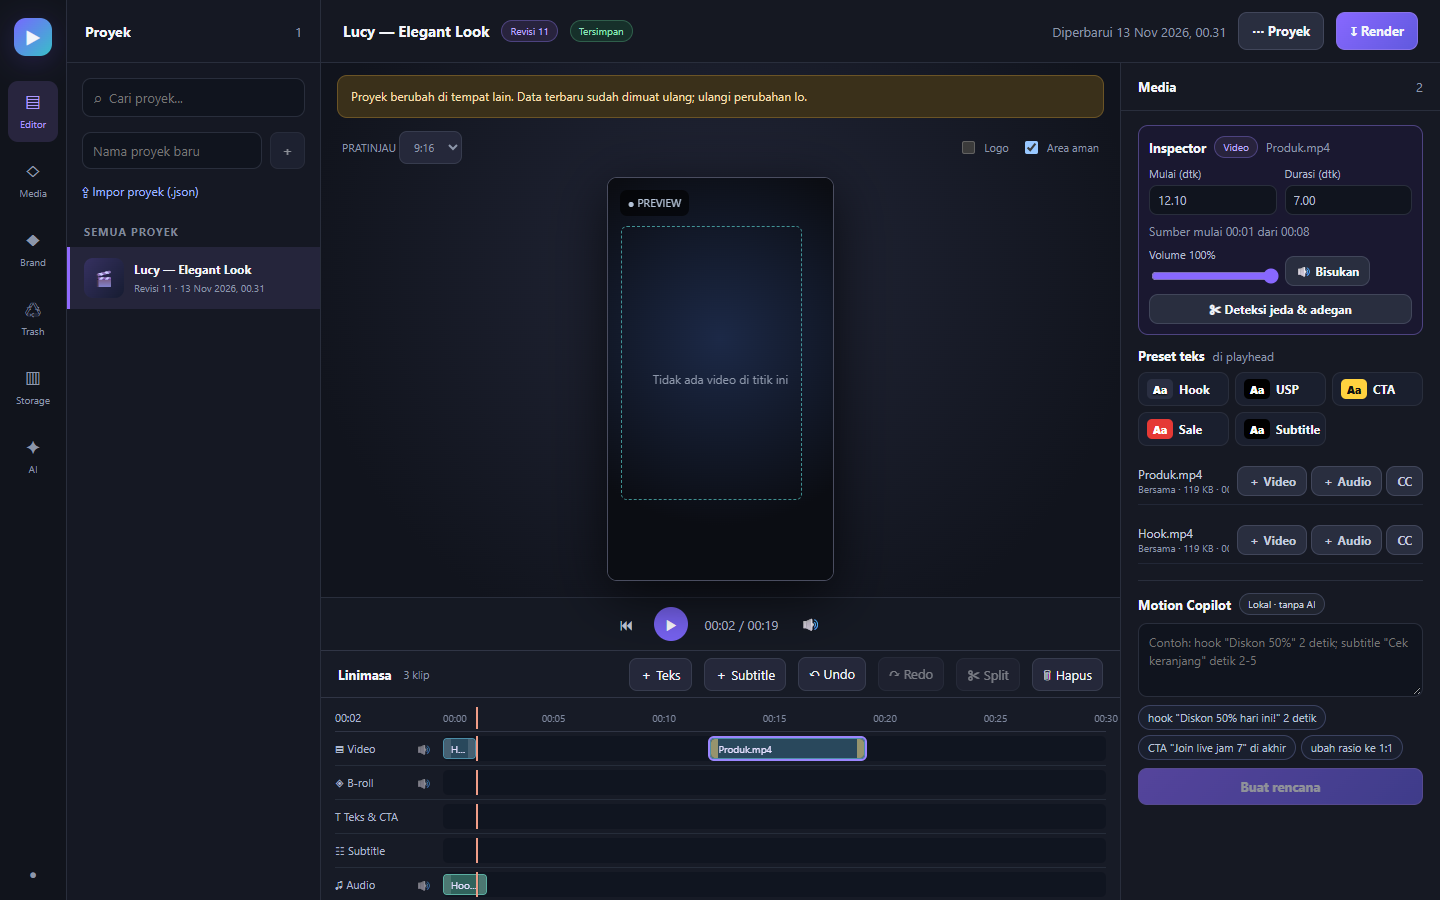 Editor
Media
Brand
Trash
Storage
AI
Proyek 1
Cari proyek...
Nama proyek baru +
Impor proyek (.json)
SEMUA PROYEK
Lucy — Elegant Look
Revisi 11 · 13 Nov 2026, 00.31
Lucy — Elegant Look Revisi 11 Tersimpan Diperbarui 13 Nov 2026, 00.31 ··· Proyek ↧ Render
Proyek berubah di tempat lain. Data terbaru sudah dimuat ulang; ulangi perubahan lo.
PRATINJAU 9:16 Logo Area aman
● PREVIEW
Tidak ada video di titik ini
00:02 / 00:19
Linimasa 3 klip + Teks + Subtitle Undo Redo Split Hapus
00:02 00:00 00:05 00:10 00:15 00:20 00:25 00:30
Video H... Produk.mp4
B-roll
T Teks & CTA
Subtitle
Audio Hoo...
Media 2
Inspector Video Produk.mp4
Mulai (dtk) Durasi (dtk)
12.10 7.00
Sumber mulai 00:01 dari 00:08
Volume 100%
Bisukan
Deteksi jeda & adegan
Preset teks di playhead
Aa Hook Aa USP Aa CTA
Aa Sale Aa Subtitle
Produk.mp4
Bersama · 119 KB · 00
+ Video + Audio CC
Hook.mp4
Bersama · 119 KB · 00
+ Video + Audio CC
Motion Copilot Lokal · tanpa AI
Contoh: hook "Diskon 50%" 2 detik; subtitle "Cek
keranjang" detik 2-5
hook "Diskon 50% hari ini!" 2 detik
CTA "Join live jam 7" di akhir ubah rasio ke 1:1
Buat rencana